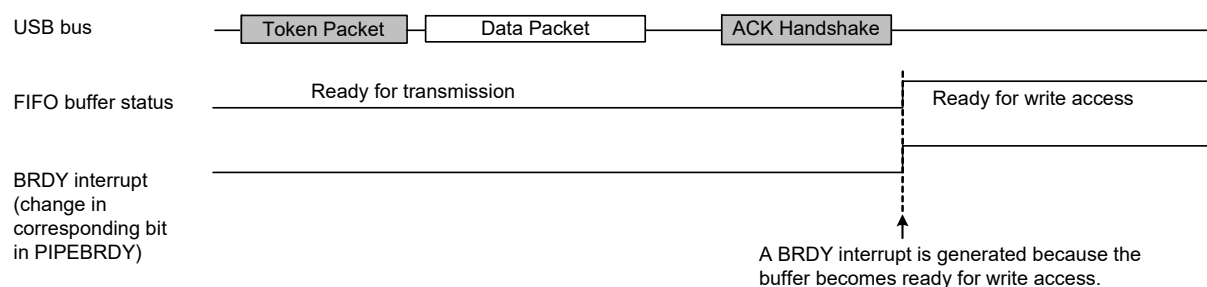 USB bus
Token Packet
Data Packet
ACK Handshake
FIFO buffer status
Ready for transmission
Ready for write access
BRDY interrupt
(change in
corresponding bit
in PIPEBRDY)
A BRDY interrupt is generated because the
buffer becomes ready for write access.